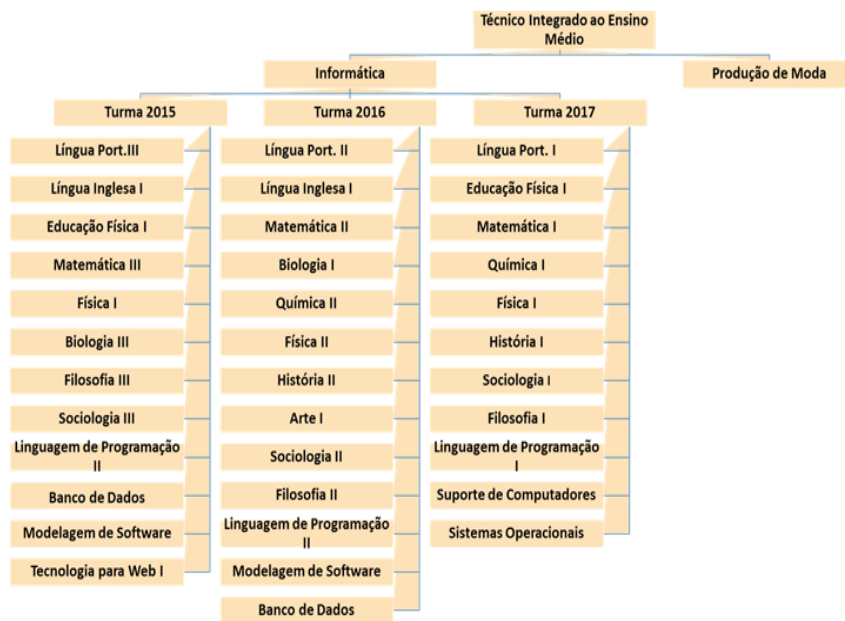 Técnico Integrado ao Ensino
Médio
Informática
Produção de Moda
Turma 2015
Língua Port.III
Língua Inglesa I
Educação Física I
Matemática III
Física I
Biologia III
Filosofia III
Sociologia III
Linguagem de Programação
II
Banco de Dados
Modelagem de Software
Tecnologia para Web I
Turma 2016
Língua Port. II
Língua Inglesa I
Matemática II
Biologia I
Química II
Física II
História II
Arte I
Sociologia II
Filosofia II
Linguagem de Programação
II
Modelagem de Software
Banco de Dados
Turma 2017
Língua Port. I
Educação Física I
Matemática I
Química I
Física I
História I
Sociologia I
Filosofia I
Linguagem de Programação
I
Suporte de Computadores
Sistemas Operacionais